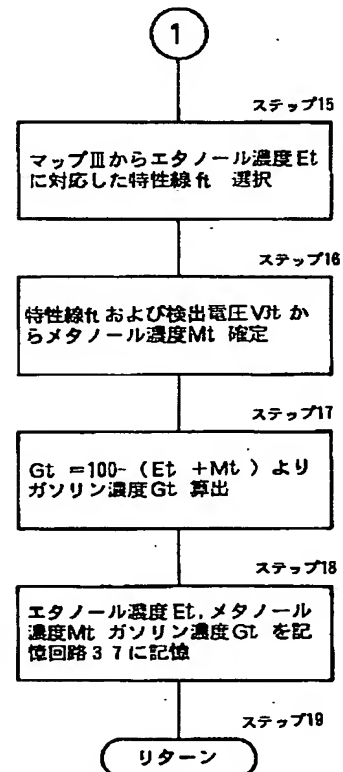 1
ステップ15
マップⅢからエタノール濃度Et
に対応した特性線ft 選択
ステップ16
特性線ftおよび検出電圧Vltか
らメタノール濃度Mt 確定
ステップ17
Gt =100-(Et +Mt )より
ガソリン濃度Gt 算出
ステップ18
エタノール濃度Et,メタノール
濃度Mt ガソリン濃度Gt を記
憶回路37に記憶
ステップ19
リターン